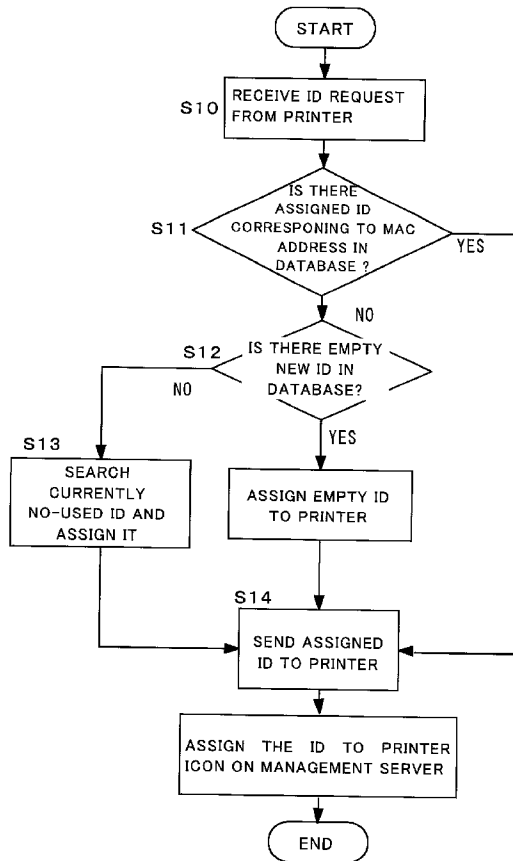 START
S10
RECEIVE ID REQUEST
FROM PRINTER
S11
IS THERE
ASSIGNED ID
CORRESPONING TO MAC
ADDRESS IN
DATABASE ?
YES
NO
S12
IS THERE EMPTY
NEW ID IN
DATABASE?
NO
YES
S13
SEARCH
CURRENTLY
NO-USED ID AND
ASSIGN IT
ASSIGN EMPTY ID
TO PRINTER
S14
SEND ASSIGNED
ID TO PRINTER
ASSIGN THE ID TO PRINTER
ICON ON MANAGEMENT SERVER
END